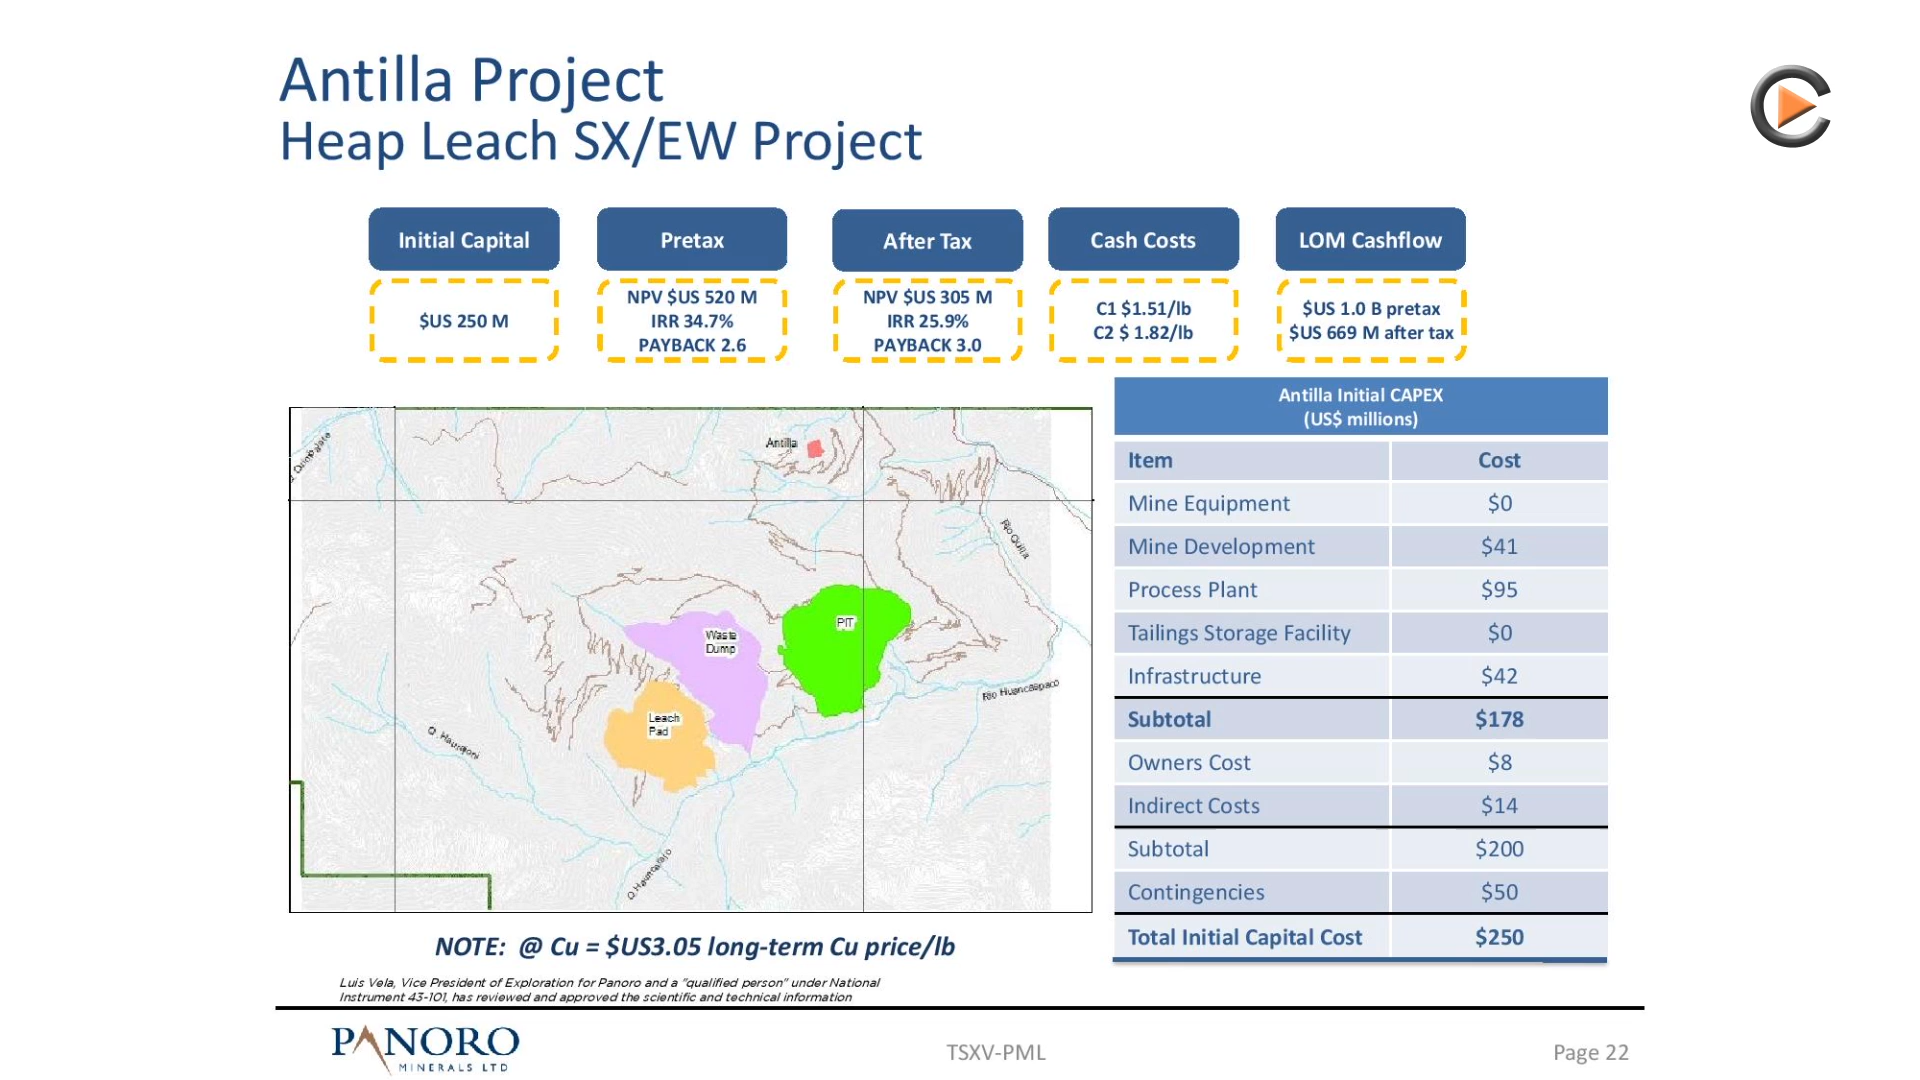 Antilla Project
Heap Leach SX/EW Project
Initial Capital
Pretax
After Tax
Cash Costs
LOM Cashflow
$US 250 M
NPV $US 520 M
IRR 34.7%
PAYBACK 2.6
NPV $US 305 M
IRR 25.9%
PAYBACK 3.0
C1 $1.51/lb
C2 $ 1.82/lb
$US 1.0 B pretax
$US 669 M after tax
Antilla
Rio Quilla
PIT
Waste
Dump
Leach
Pad
Antilla Initial CAPEX
(US$ millions)
Item Cost
Mine Equipment $0
Mine Development $41
Process Plant $95
Tailings Storage Facility $0
Infrastructure $42
Subtotal $178
Owners Cost $8
Indirect Costs $14
Subtotal $200
Contingencies $50
Total Initial Capital Cost $250
NOTE: @ Cu = $US3.05 long-term Cu price/lb
Luis Vela, Vice President of Exploration for Panoro and a "qualified person" under National
Instrument 43-101, has reviewed and approved the scientific and technical information
PANORO
MINERALS LTD
TSXV-PML
Page 22